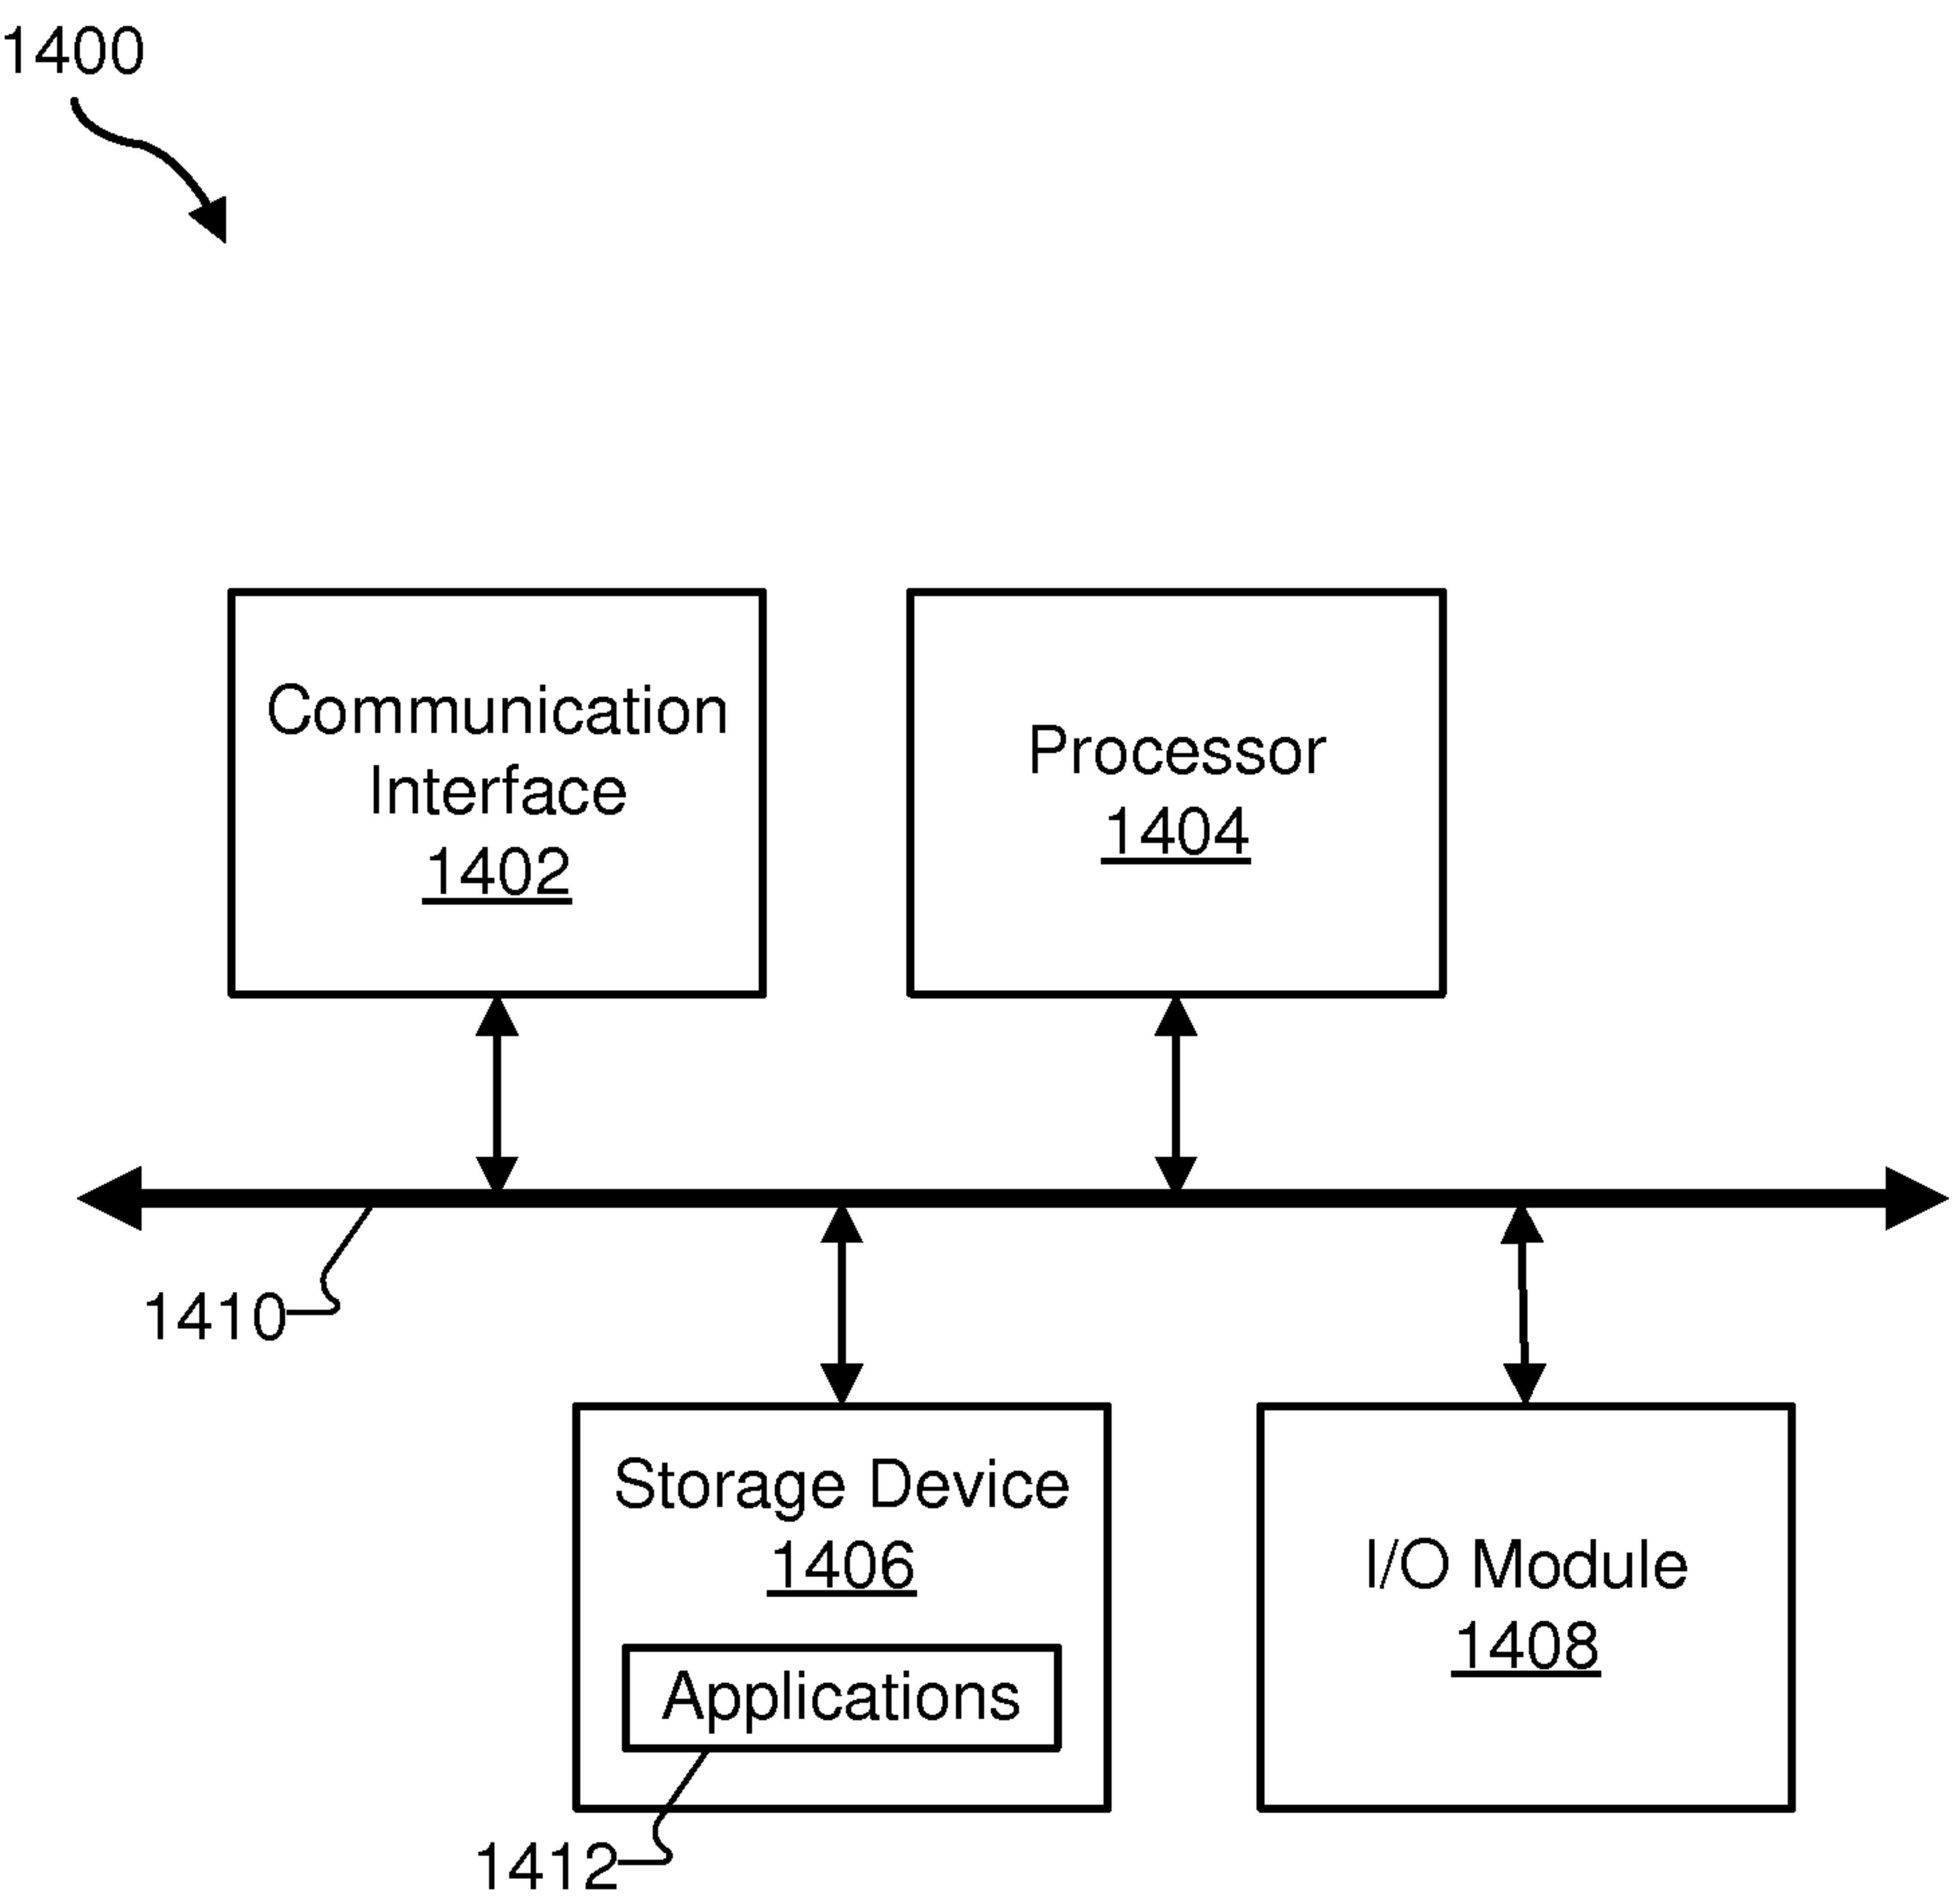 1400
Communication
Interface
1402
Processor
1404
1410
Storage Device
1406
Applications
1412
I/O Module
1408